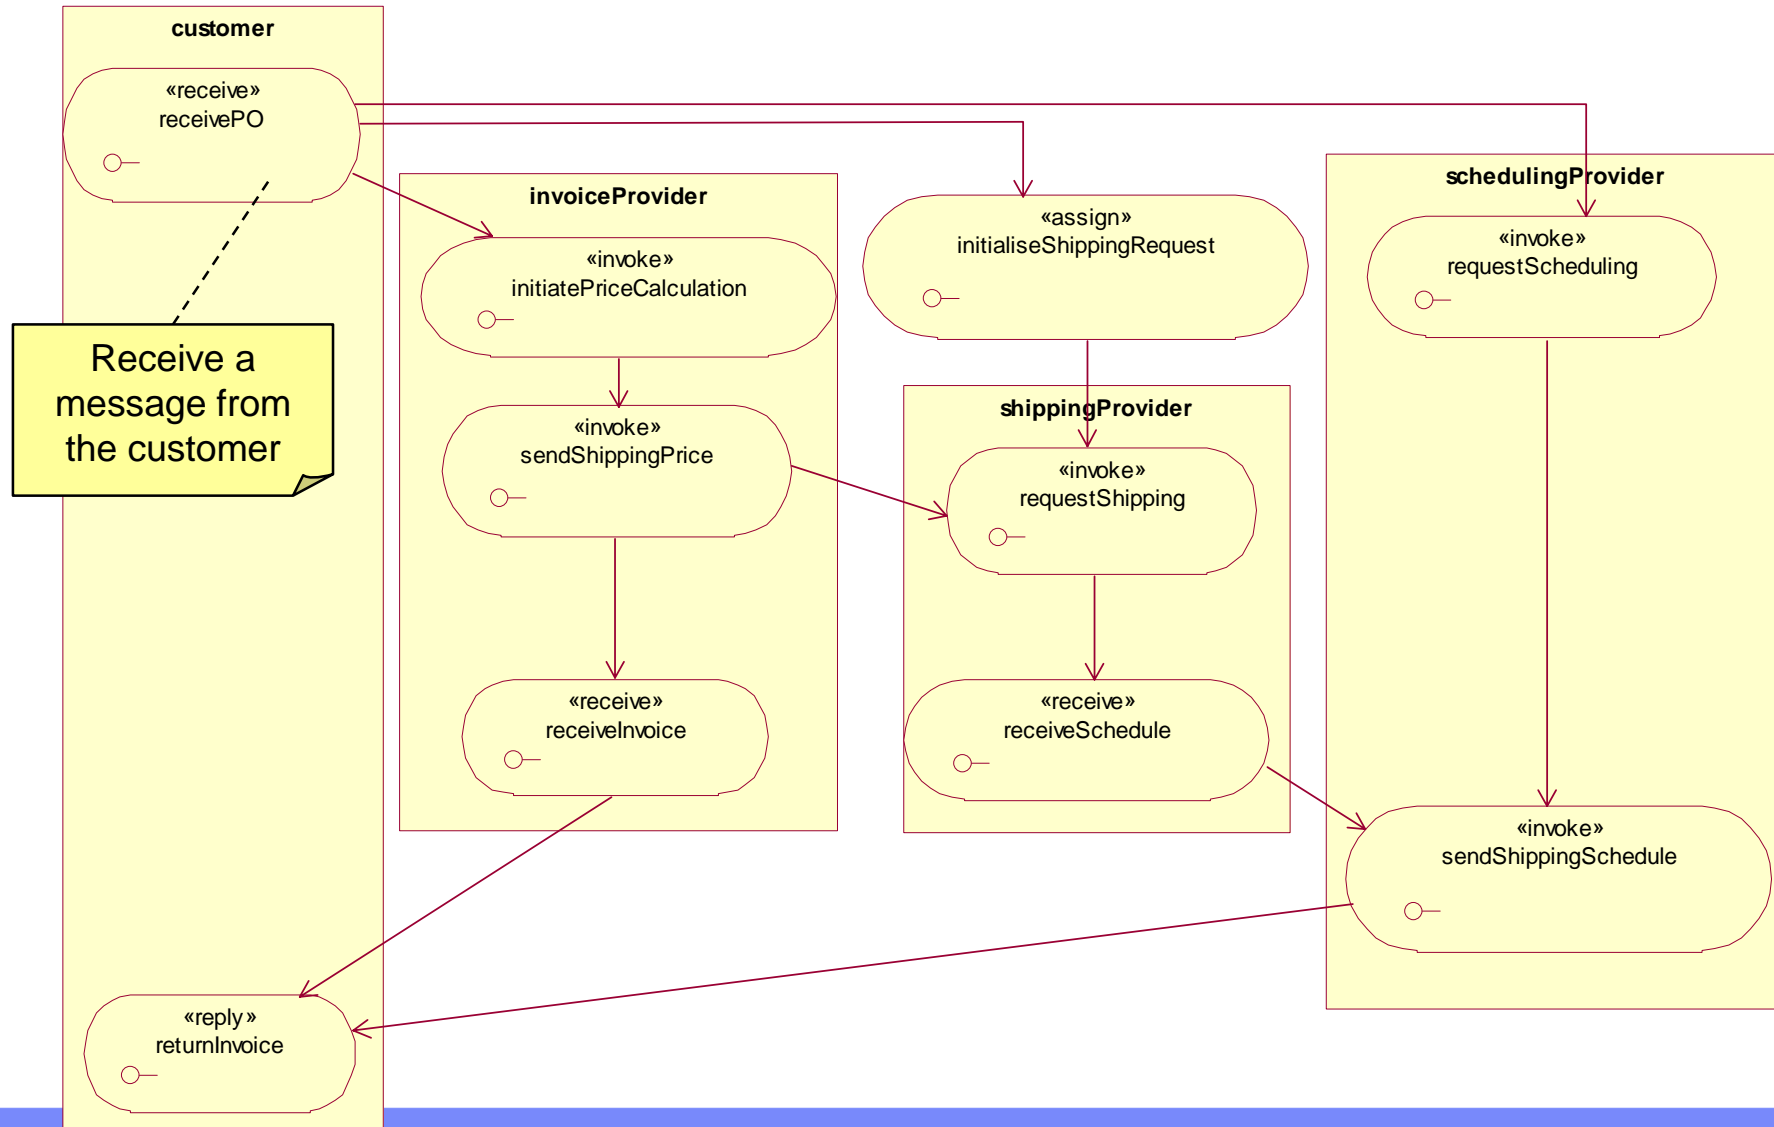 customer
«receive»
receivePO
invoiceProvider
«invoke»
initiatePriceCalculation
«assign»
initialiseShippingRequest
schedulingProvider
«invoke»
requestScheduling
Receive a
message from
the customer
«invoke»
sendShippingPrice
shippingProvider
«invoke»
requestShipping
«receive»
receiveInvoice
«receive»
receiveSchedule
«invoke»
sendShippingSchedule
«reply»
returnInvoice